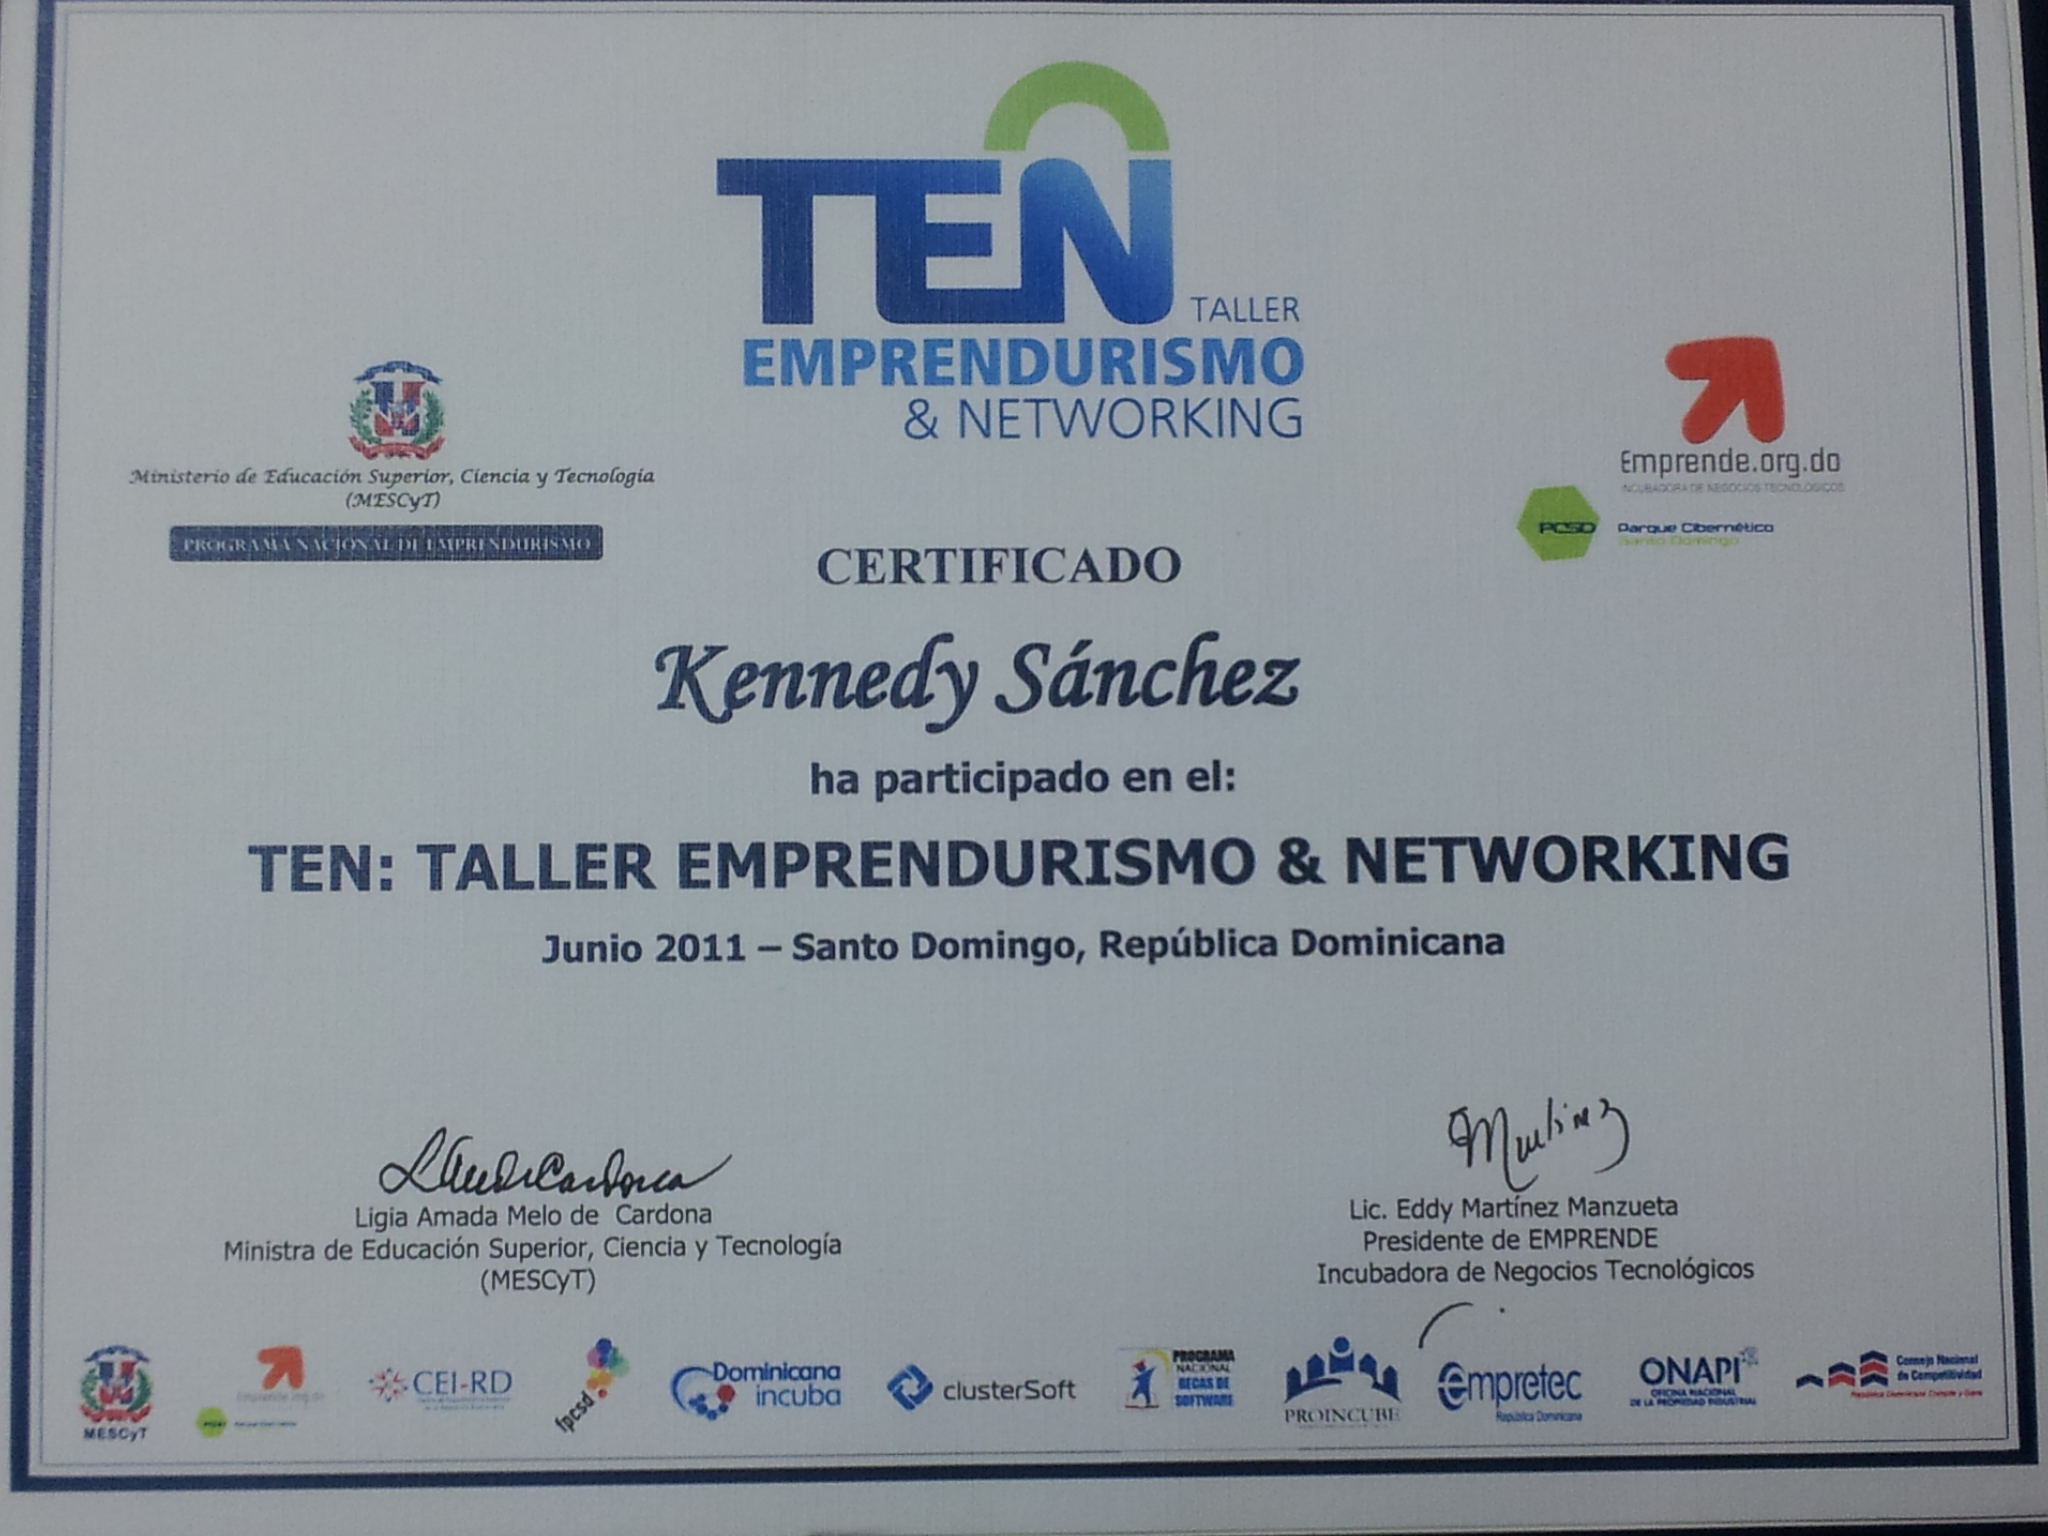 TEN TALLER
EMPRENDURISMO
& NETWORKING
Ministerio de Educación Superior, Ciencia y Tecnología
(MESCyT)
PROGRAMA NACIONAL DE EMPRENDURISMO
Emprende.org.do
INCUBADORA DE NEGOCIOS TECNOLOGICOS
PCSD Parque Cibernético
Santo Domingo
CERTIFICADO
Kennedy Sánchez
ha participado en el:
TEN: TALLER EMPRENDURISMO & NETWORKING
Junio 2011 – Santo Domingo, República Dominicana
Ligia Amada Melo de Cardona
Ministra de Educación Superior, Ciencia y Tecnología
(MESCyT)
Lic. Eddy Martínez Manzueta
Presidente de EMPRENDE
Incubadora de Negocios Tecnológicos
MESCyT
Emprende.org.do
CEI-RD
fpcsd
Dominicana
incuba
clusterSoft
PROGRAMA
NACIONAL
BECAS DE
SOFTWARE
PROINCUBE
empretec
República Dominicana
ONAPI
OFICINA NACIONAL
DE LA PROPIEDAD INDUSTRIAL
Consejo Nacional
de Competitividad